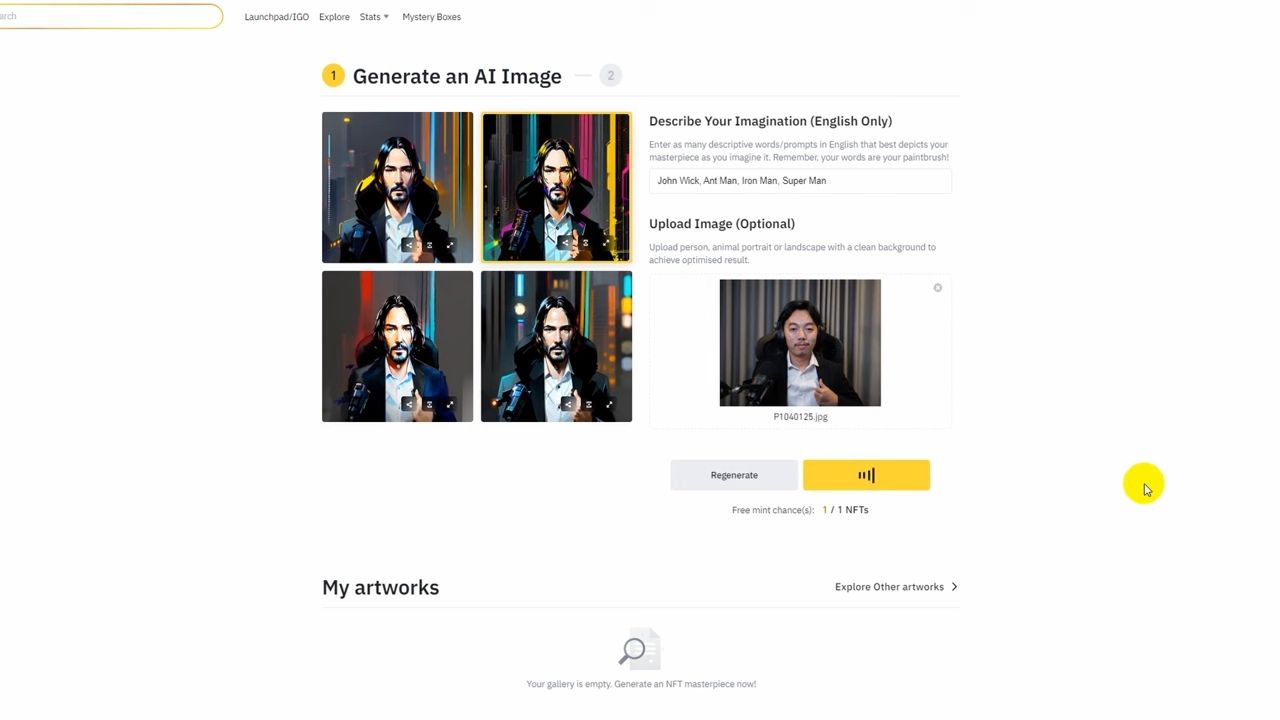 arch
Launchpad/IGO Explore Stats Mystery Boxes
1 Generate an AI Image 2
Describe Your Imagination (English Only)
Enter as many descriptive words/prompts in English that best depicts your
masterpiece as you imagine it. Remember, your words are your paintbrush!
John Wick, Ant Man, Iron Man, Super Man
Upload Image (Optional)
Upload person, animal portrait or landscape with a clean background to
achieve optimised result.
P1040125.jpg
Regenerate
Free mint chance(s): 1 / 1 NFTs
My artworks
Explore Other artworks
Your gallery is empty. Generate an NFT masterpiece now!